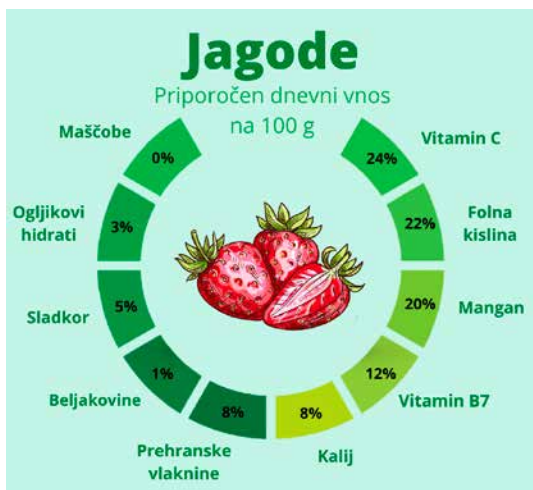 Jagode
Priporočen dnevni vnos
na 100 g
Maščobe
0%
Ogljikovi
hidrati
3%
Sladkor
5%
Beljakovine
1%
Prehranske
vlaknine
8%
Kalij
8%
Vitamin B7
12%
Mangan
20%
Folna
kislina
22%
Vitamin C
24%